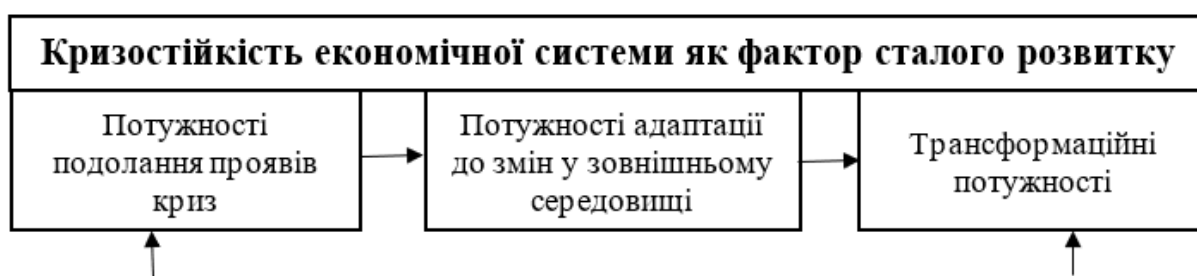 Кризостійкість економічної системи як фактор сталого розвитку
Потужності
подолання проявів
криз
Потужності адаптації
до змін у зовнішньому
середовищі
Трансформаційні
потужності